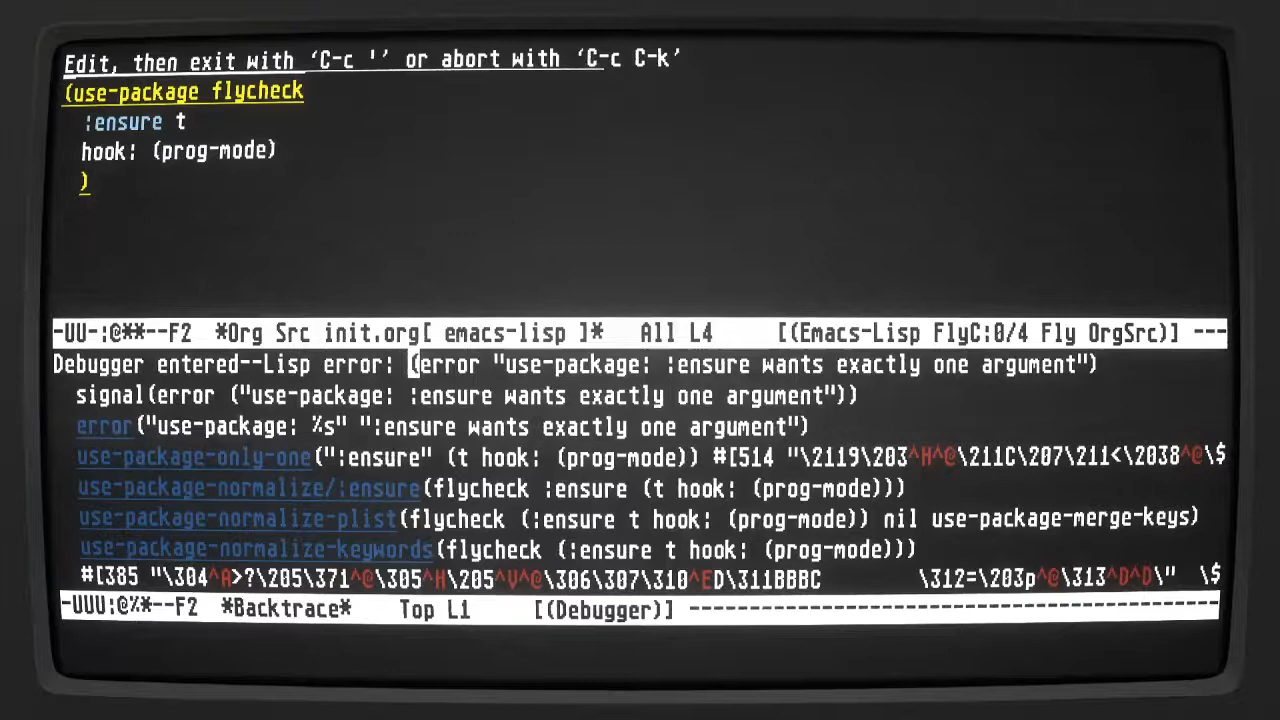 Edit, then exit with ‘C-c '’ or abort with ‘C-c C-k’
(use-package flycheck
:ensure t
hook: (prog-mode)
)
-UU-:@**--F2 *Org Src init.org[ emacs-lisp ]* All L4 [(Emacs-Lisp FlyC:0/4 Fly OrgSrc)] ---
Debugger entered--Lisp error: (error "use-package: :ensure wants exactly one argument")
signal(error ("use-package: :ensure wants exactly one argument"))
error("use-package: %s" ":ensure wants exactly one argument")
use-package-only-one(":ensure" (t hook: (prog-mode)) #[514 "\2119\203^H^@\211C\207\211<\2038^@\$
use-package-normalize/:ensure(flycheck :ensure (t hook: (prog-mode)))
use-package-normalize-plist(flycheck (:ensure t hook: (prog-mode)) nil use-package-merge-keys)
use-package-normalize-keywords(flycheck (:ensure t hook: (prog-mode)))
#[385 "\304^A>?\205\371^@\305^H\205^V^@\306\307\310^ED\311BBBC \312=\203p^@\313^D^D\" \$
-UUU:@%*--F2 *Backtrace* Top L1 [(Debugger)] --------------------------------------------